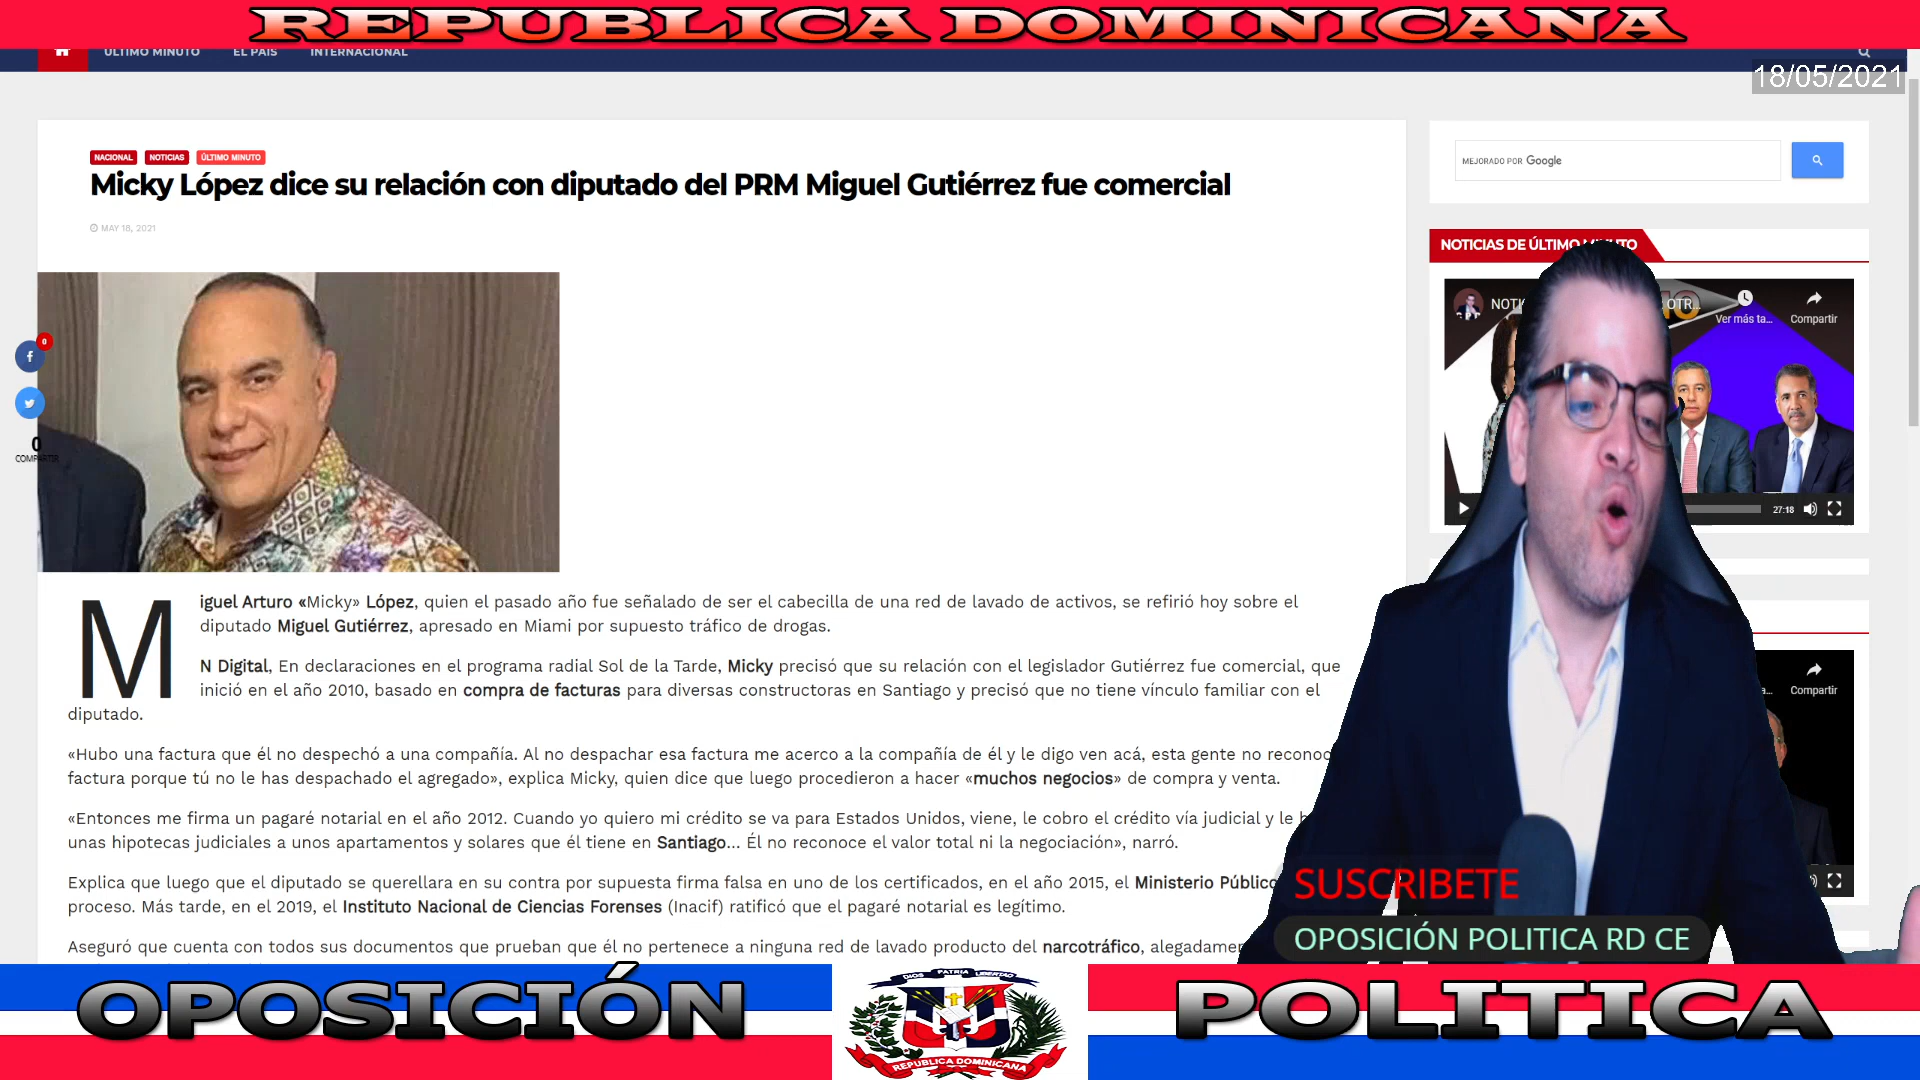 REPUBLICA DOMINICANA
ÚLTIMO MINUTO EL PAÍS INTERNACIONAL
18/05/2021
NACIONAL NOTICIAS ÚLTIMO MINUTO
Micky López dice su relación con diputado del PRM Miguel Gutiérrez fue comercial
MAY 18, 2021
MEJORADO POR Google
NOTICIAS DE ÚLTIMO MINUTO
OTR...
Ver más ta...
Compartir
27:18
0
0
COMPARTIR
Miguel Arturo «Micky» López, quien el pasado año fue señalado de ser el cabecilla de una red de lavado de activos, se refirió hoy sobre el
diputado Miguel Gutiérrez, apresado en Miami por supuesto tráfico de drogas.
N Digital, En declaraciones en el programa radial Sol de la Tarde, Micky precisó que su relación con el legislador Gutiérrez fue comercial, que
inició en el año 2010, basado en compra de facturas para diversas constructoras en Santiago y precisó que no tiene vínculo familiar con el
diputado.
«Hubo una factura que él no despechó a una compañía. Al no despachar esa factura me acerco a la compañía de él y le digo ven acá, esta gente no reconoc
factura porque tú no le has despachado el agregado», explica Micky, quien dice que luego procedieron a hacer «muchos negocios» de compra y venta.
«Entonces me firma un pagaré notarial en el año 2012. Cuando yo quiero mi crédito se va para Estados Unidos, viene, le cobro el crédito vía judicial y le
unas hipotecas judiciales a unos apartamentos y solares que él tiene en Santiago... Él no reconoce el valor total ni la negociación», narró.
Explica que luego que el diputado se querellara en su contra por supuesta firma falsa en uno de los certificados, en el año 2015, el Ministerio Público
proceso. Más tarde, en el 2019, el Instituto Nacional de Ciencias Forenses (Inacif) ratificó que el pagaré notarial es legítimo.
Aseguró que cuenta con todos sus documentos que prueban que él no pertenece a ninguna red de lavado producto del narcotráfico,
a...
Compartir
SUSCRIBETE
OPOSICIÓN POLITICA RD CE
OPOSICIÓN
DIOS PATRIA LIBERTAD
REPUBLICA DOMINICANA
POLITICA